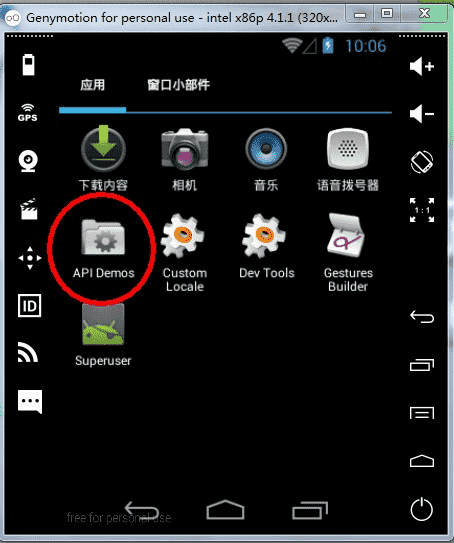 Genymotion for personal use - intel x86p 4.1.1 (320x...
10:06
应用 窗口小部件
GPS
下载内容 相机 音乐 语音拨号器
1:1
API Demos Custom Locale Dev Tools Gestures Builder
ID
Superuser
free for personal use